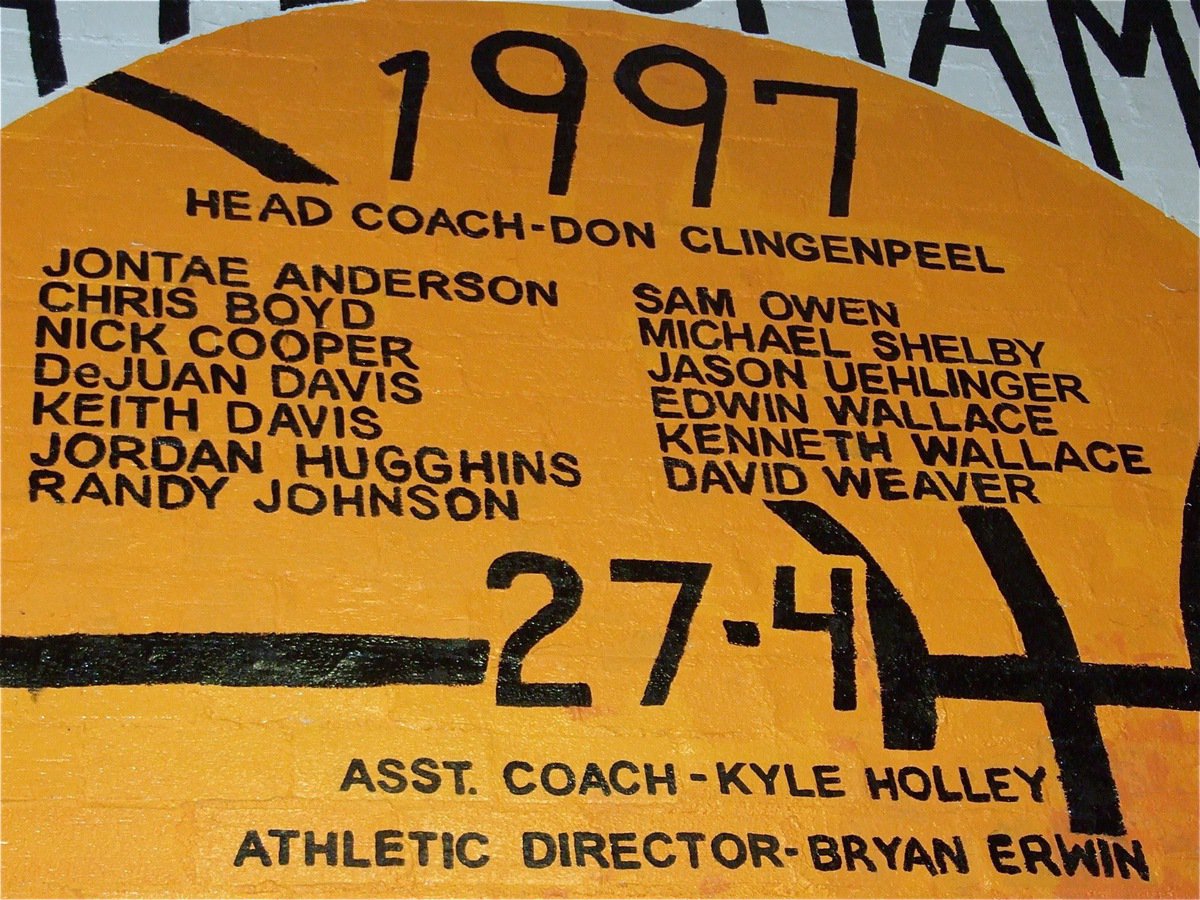 1997
HEAD COACH-DON CLINGENPEEL
JONTAE ANDERSON
CHRIS BOYD
NICK COOPER
DeJUAN DAVIS
KEITH DAVIS
JORDAN HUGGHINS
RANDY JOHNSON
SAM OWEN
MICHAEL SHELBY
JASON UEHLINGER
EDWIN WALLACE
KENNETH WALLACE
DAVID WEAVER
27-4
ASST. COACH-KYLE HOLLEY
ATHLETIC DIRECTOR-BRYAN ERWIN